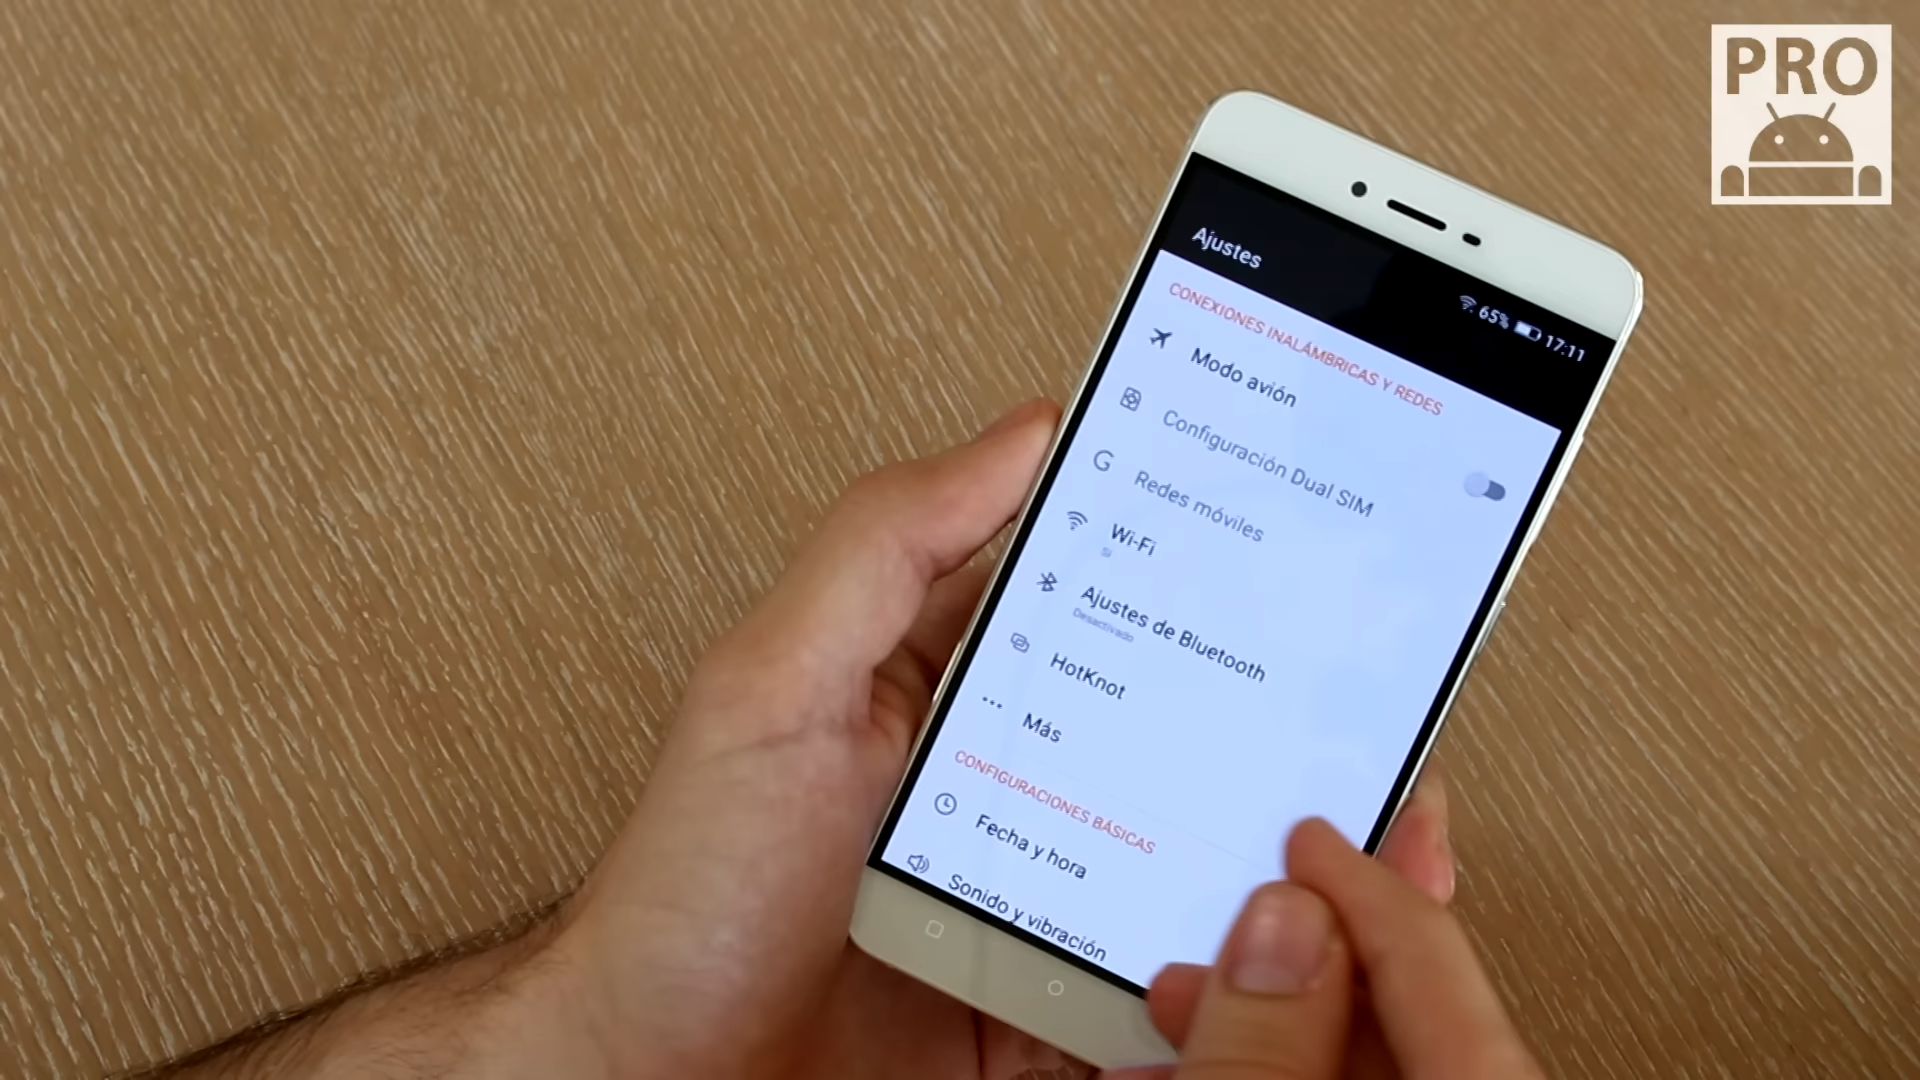 PRO
Ajustes
65% 17:11
CONEXIONES INALÁMBRICAS Y REDES
Modo avión
Configuración Dual SIM
G Redes móviles
Wi-Fi
Sí
Ajustes de Bluetooth
Desactivado
HotKnot
Más
CONFIGURACIONES BÁSICAS
Fecha y hora
Sonido y vibración